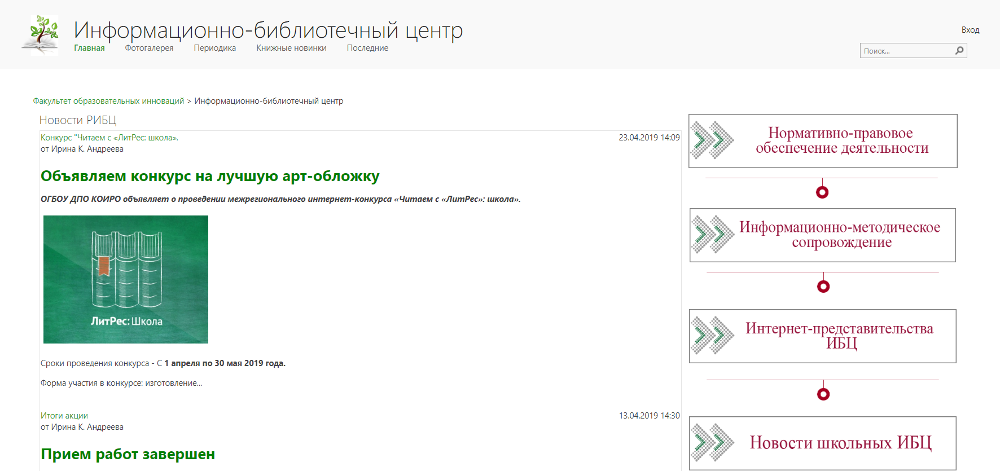 Информационно-библиотечный центр
Вход
Главная Фотогалерея Периодика Книжные новинки Последние
Поиск...
Факультет образовательных инноваций > Информационно-библиотечный центр
Новости РИБЦ
Конкурс "Читаем с «ЛитРес: школа». 23.04.2019 14:09
от Ирина К. Андреева
Объявляем конкурс на лучшую арт-обложку
ОГБОУ ДПО КОИРО объявляет о проведении межрегионального интернет-конкурса «Читаем с «ЛитРес»: школа».
ЛитРес: Школа
Сроки проведения конкурса - С 1 апреля по 30 мая 2019 года.
Форма участия в конкурсе: изготовление...
Итоги акции 13.04.2019 14:30
от Ирина К. Андреева
Прием работ завершен
Нормативно-правовое
обеспечение деятельности
Информационно-методическое
сопровождение
Интернет-представительства
ИБЦ
Новости школьных ИБЦ